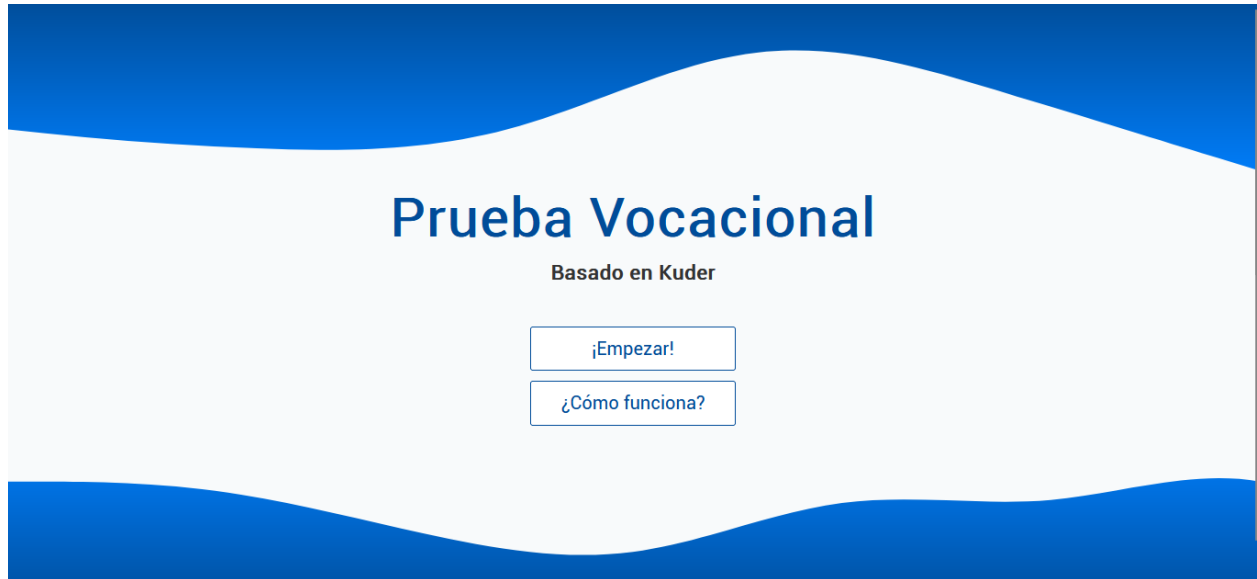 Prueba Vocacional
Basado en Kuder
¡Empezar!
¿Cómo funciona?